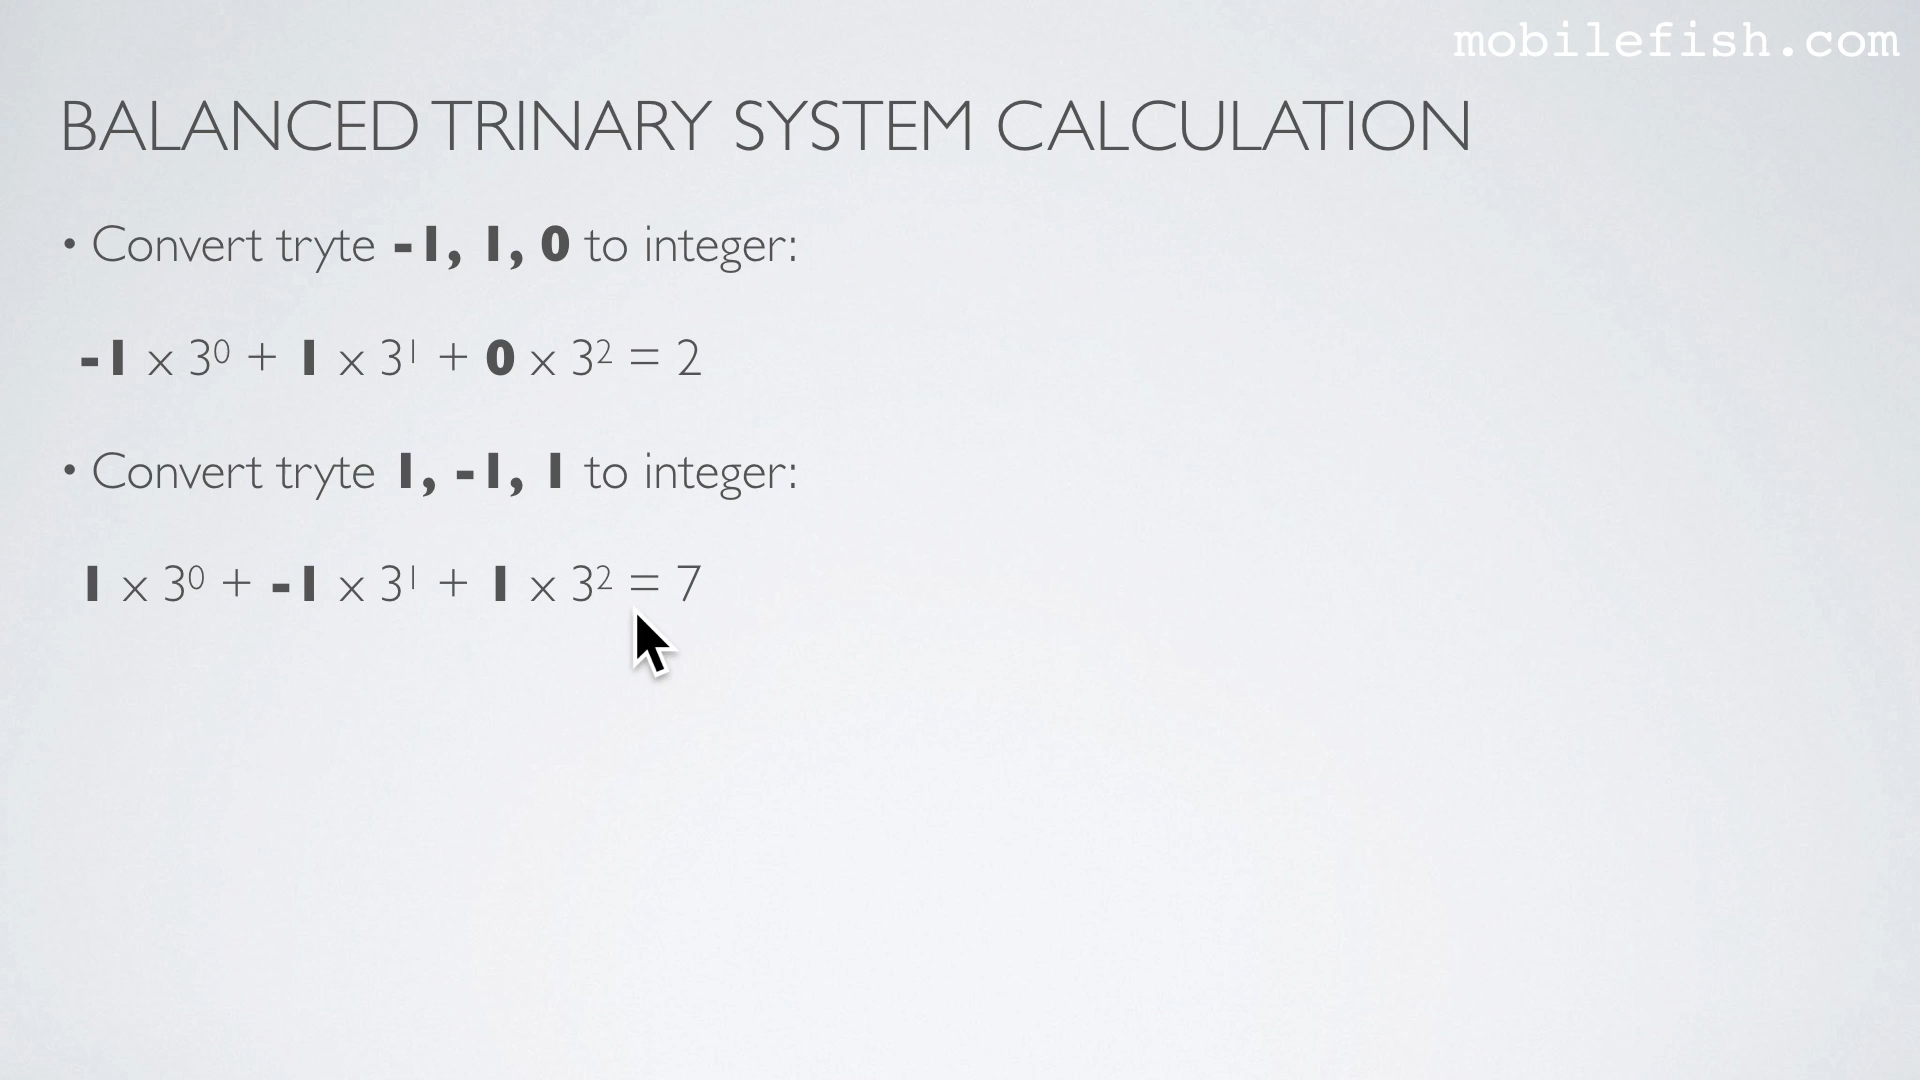 mobilefish.com
BALANCED TRINARY SYSTEM CALCULATION
• Convert tryte -1, 1, 0 to integer:
-1 x 3⁰ + 1 x 3¹ + 0 x 3² = 2
• Convert tryte 1, -1, 1 to integer:
1 x 3⁰ + -1 x 3¹ + 1 x 3² = 7